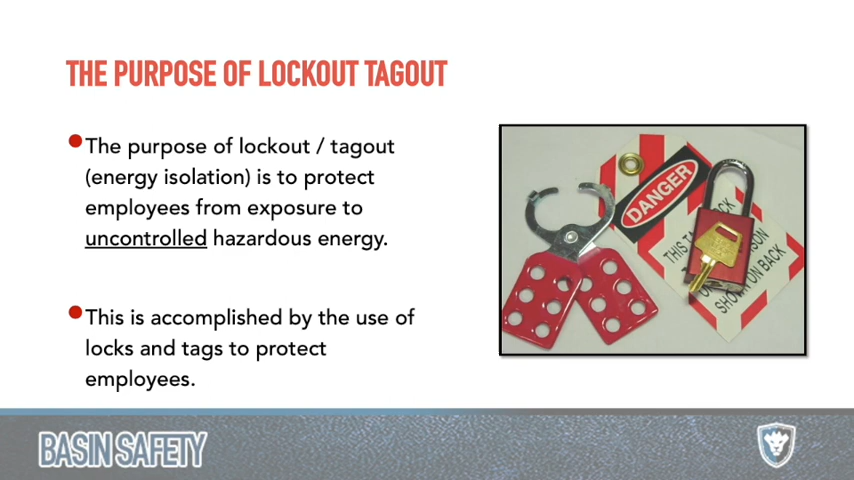 THE PURPOSE OF LOCKOUT TAGOUT
The purpose of lockout / tagout
(energy isolation) is to protect
employees from exposure to
uncontrolled hazardous energy.
This is accomplished by the use of
locks and tags to protect
employees.
DANGER
THIS
SON
ON BACK
BASIN SAFETY